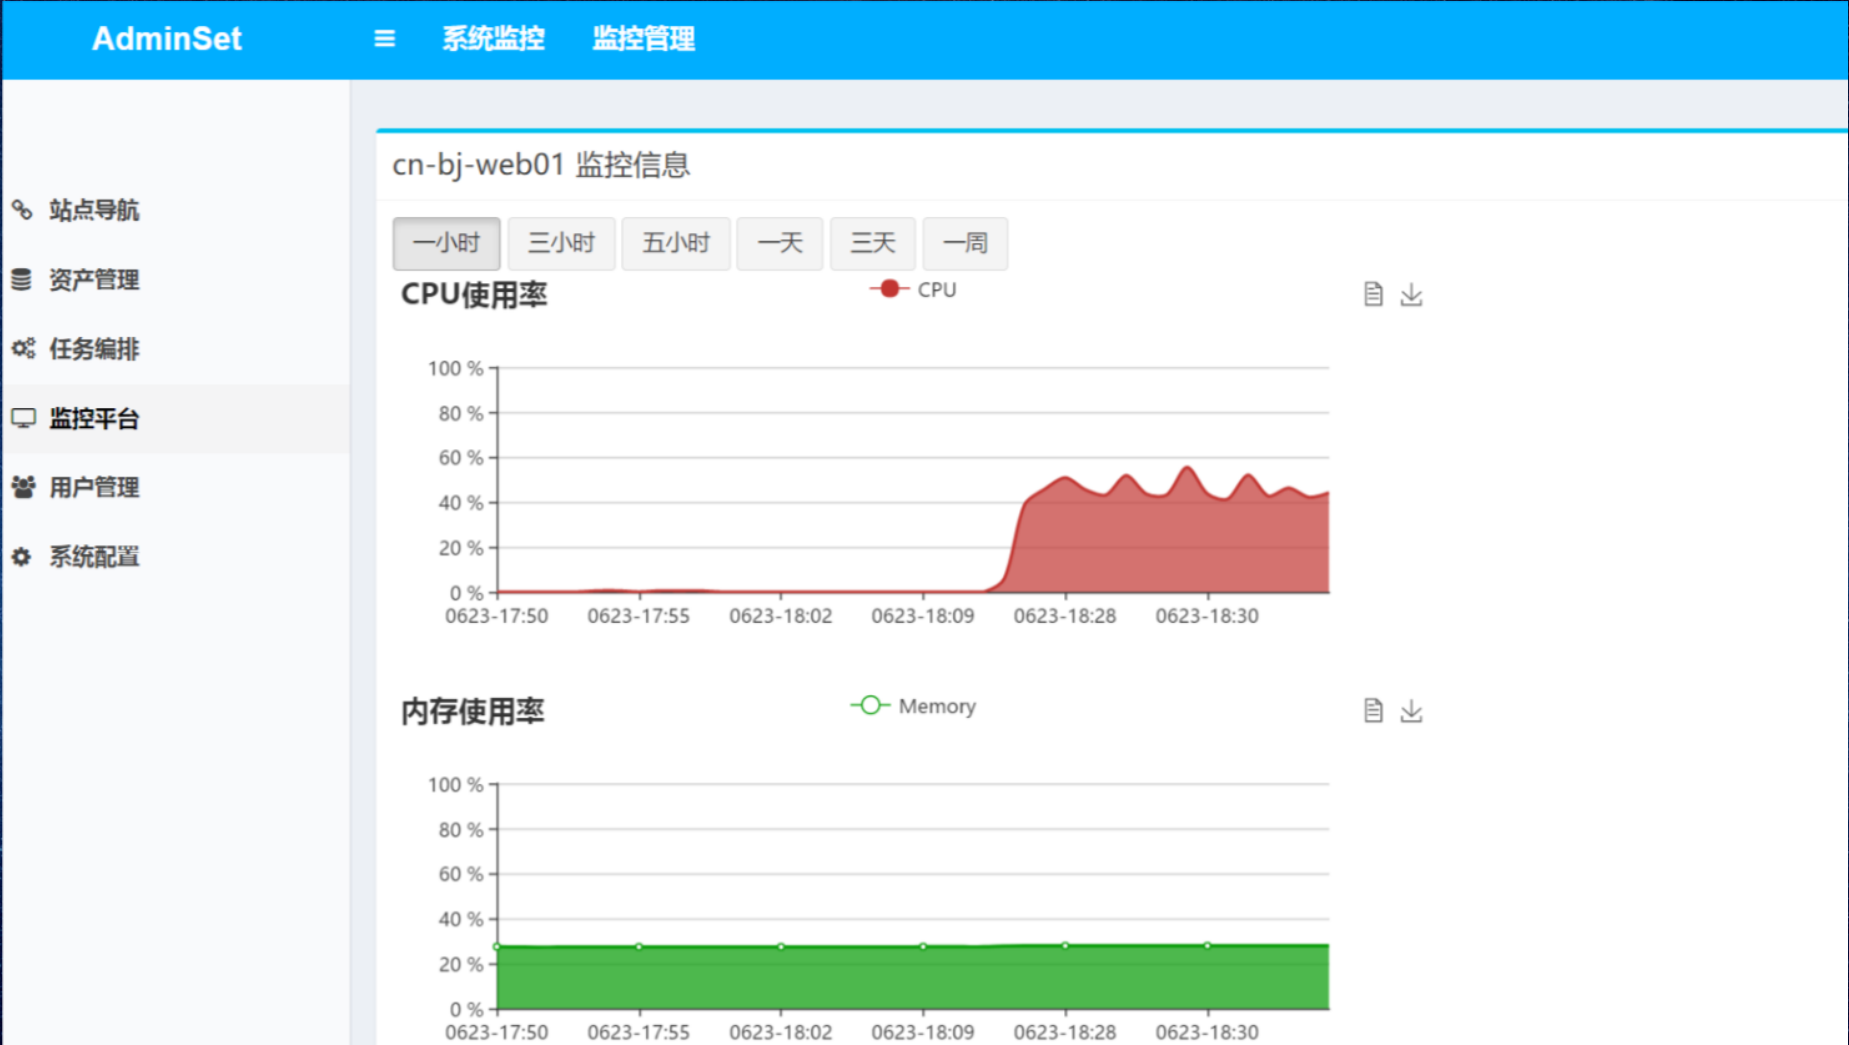 AdminSet
系统监控
监控管理
站点导航
资产管理
任务编排
监控平台
用户管理
系统配置
cn-bj-web01 监控信息
一小时 三小时 五小时 一天 三天 一周
CPU使用率
CPU
100 %
80 %
60 %
40 %
20 %
0 %
0623-17:50 0623-17:55 0623-18:02 0623-18:09 0623-18:28 0623-18:30
内存使用率
Memory
100 %
80 %
60 %
40 %
20 %
0 %
0623-17:50 0623-17:55 0623-18:02 0623-18:09 0623-18:28 0623-18:30